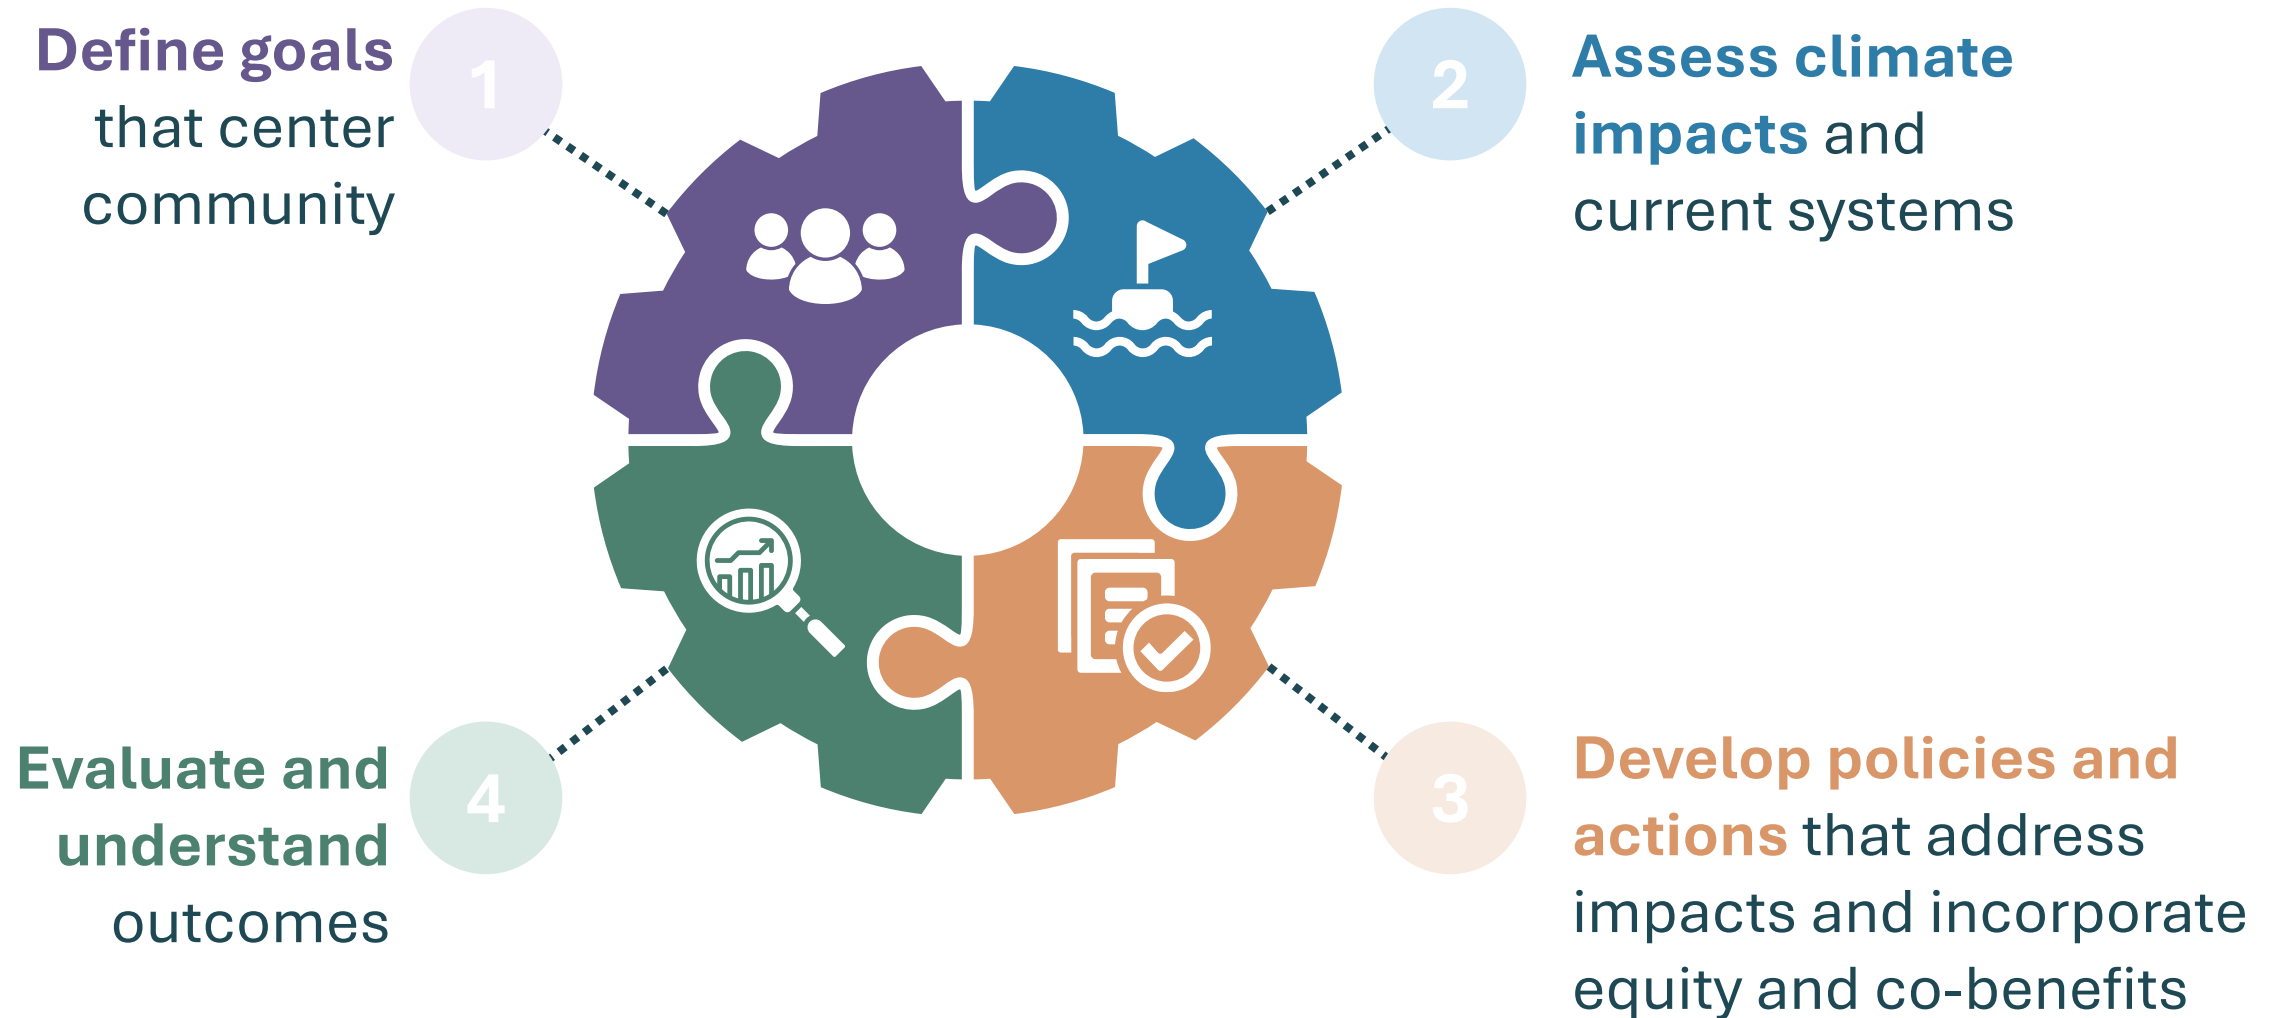 1
Define goals
that center
community
2
Assess climate
impacts and
current systems
3
Develop policies and
actions that address
impacts and incorporate
equity and co-benefits
4
Evaluate and
understand
outcomes